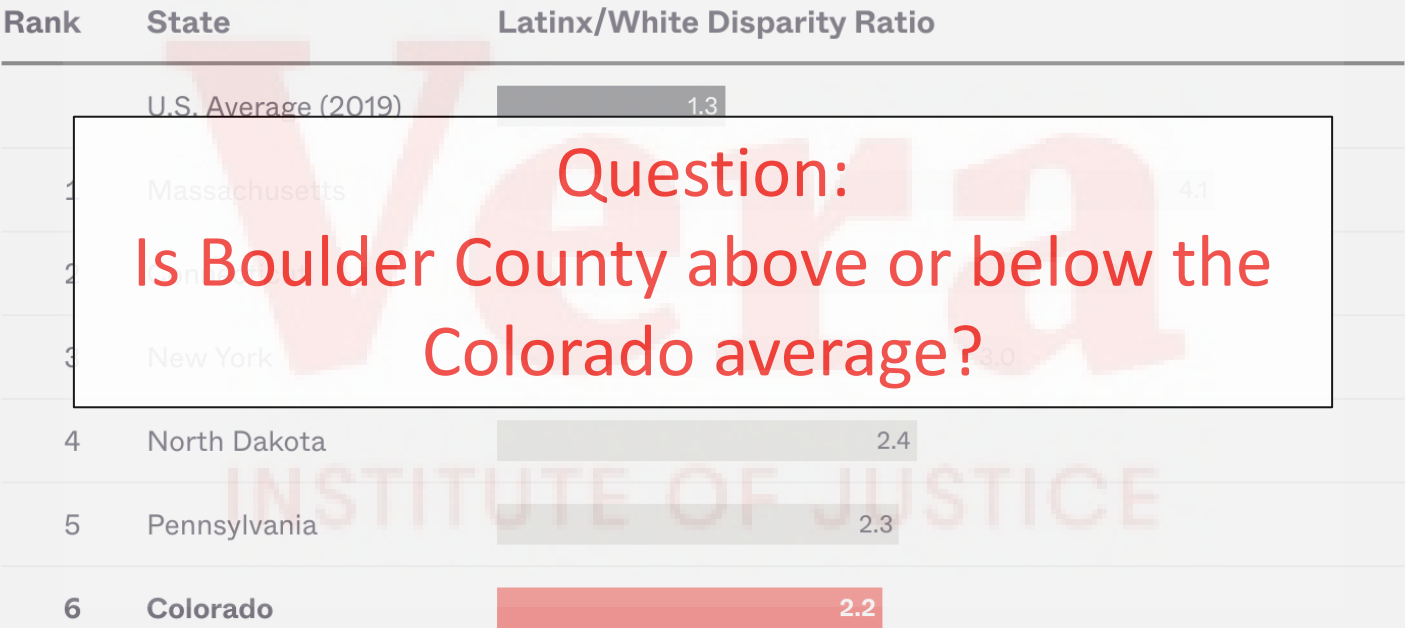 Rank State Latinx/White Disparity Ratio
U.S. Average (2019) 1.3
1 Massachusetts 4.1
Question:
2
Is Boulder County above or below the
3 New York 3.0
Colorado average?
4 North Dakota 2.4
5 Pennsylvania 2.3
6 Colorado 2.2
Vera
INSTITUTE OF JUSTICE